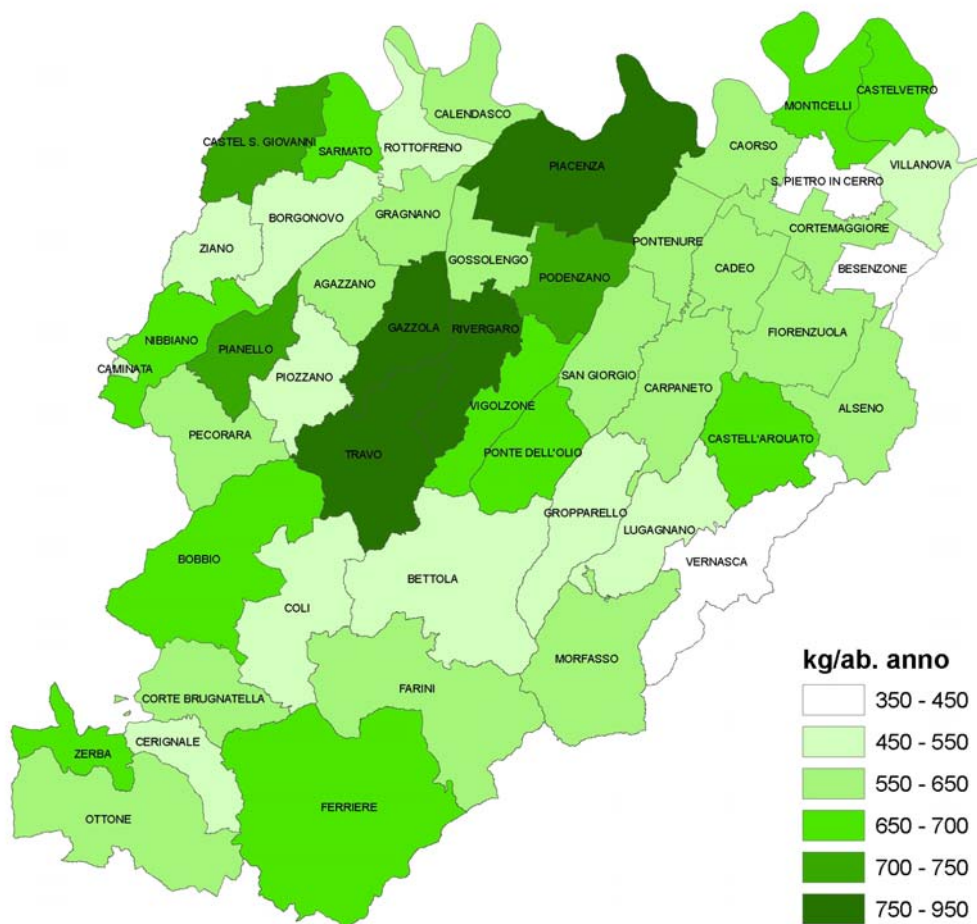 CALENDASCO
CASTELVETRO
MONTICELLI
CASTEL S. GIOVANNI
SARMATO
ROTTOFRENO
PIACENZA
CAORSO
VILLANOVA
S. PIETRO IN CERRO
BORGONOVO
GRAGNANO
CORTEMAGGIORE
ZIANO
PONTENURE
GOSSOLENGO
CADEO
BESENZONE
AGAZZANO
PODENZANO
GAZZOLA
RIVERGARO
FIORENZUOLA
NIBBIANO
PIANELLO
CAMINATA
PIOZZANO
SAN GIORGIO
CARPANETO
VIGOLZONE
ALSENO
PECORARA
CASTELL'ARQUATO
TRAVO
PONTE DELL'OLIO
GROPPARELLO
LUGAGNANO
BOBBIO
VERNASCA
BETTOLA
COLI
MORFASSO
FARINI
CORTE BRUGNATELLA
CERIGNALE
ZERBA
FERRIERE
OTTONE
kg/ab. anno
350 - 450
450 - 550
550 - 650
650 - 700
700 - 750
750 - 950